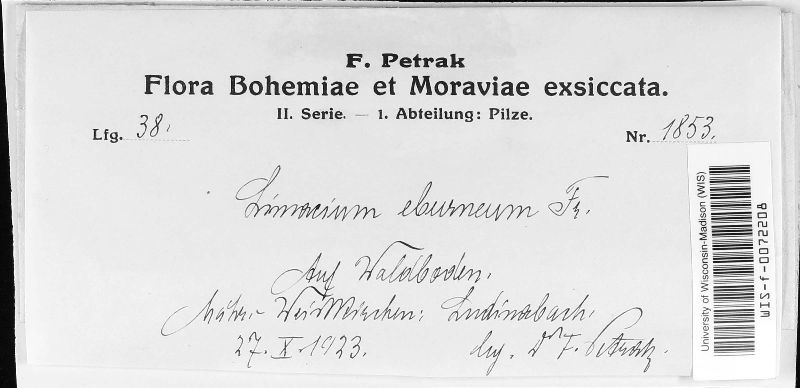 F. Petrak
Flora Bohemiae et Moraviae exsiccata.
II. Serie. — 1. Abteilung: Pilze.
Lfg. 38.
Nr. 1853.
Limacium eburneum Fr.
Auf Waldboden.
Mähr. Weisskirchen: Ludinabach.
27. X. 1923. leg. Dr F. Petrak.
University of Wisconsin-Madison (WIS)
WIS-f-0072208